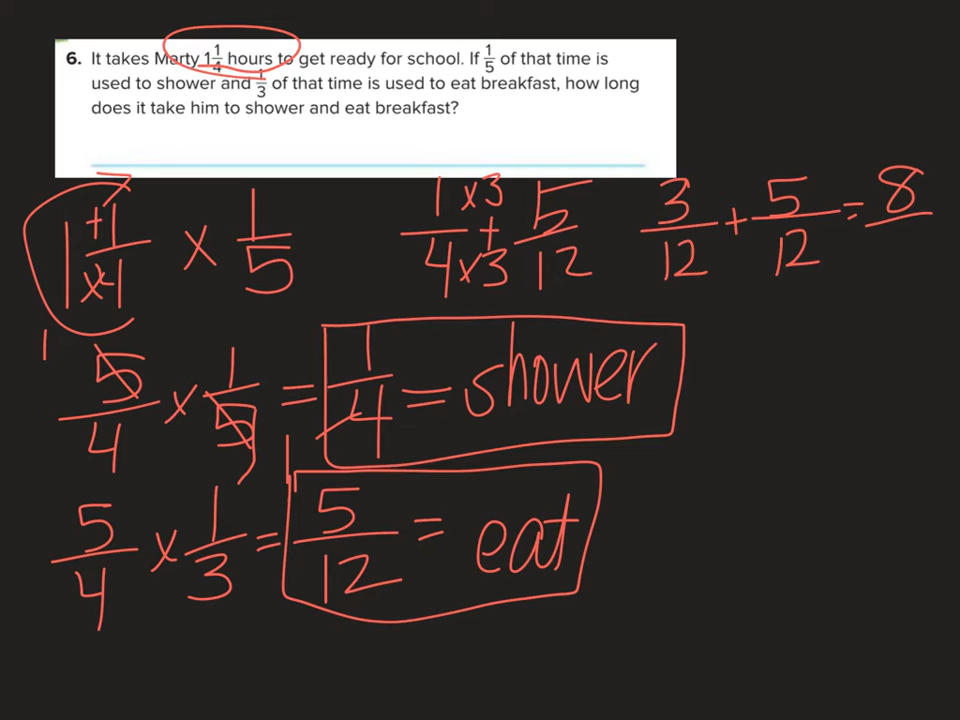 6. It takes Marty 1 1/4 hours to get ready for school. If 1/5 of that time is
used to shower and 1/3 of that time is used to eat breakfast, how long
does it take him to shower and eat breakfast?
1 +1/x4 × 1/5
1×3/4×3 + 5/12
3/12 + 5/12 = 8
5/4 × 1/5 = 1/4 = shower
5/4 × 1/3 = 5/12 = eat